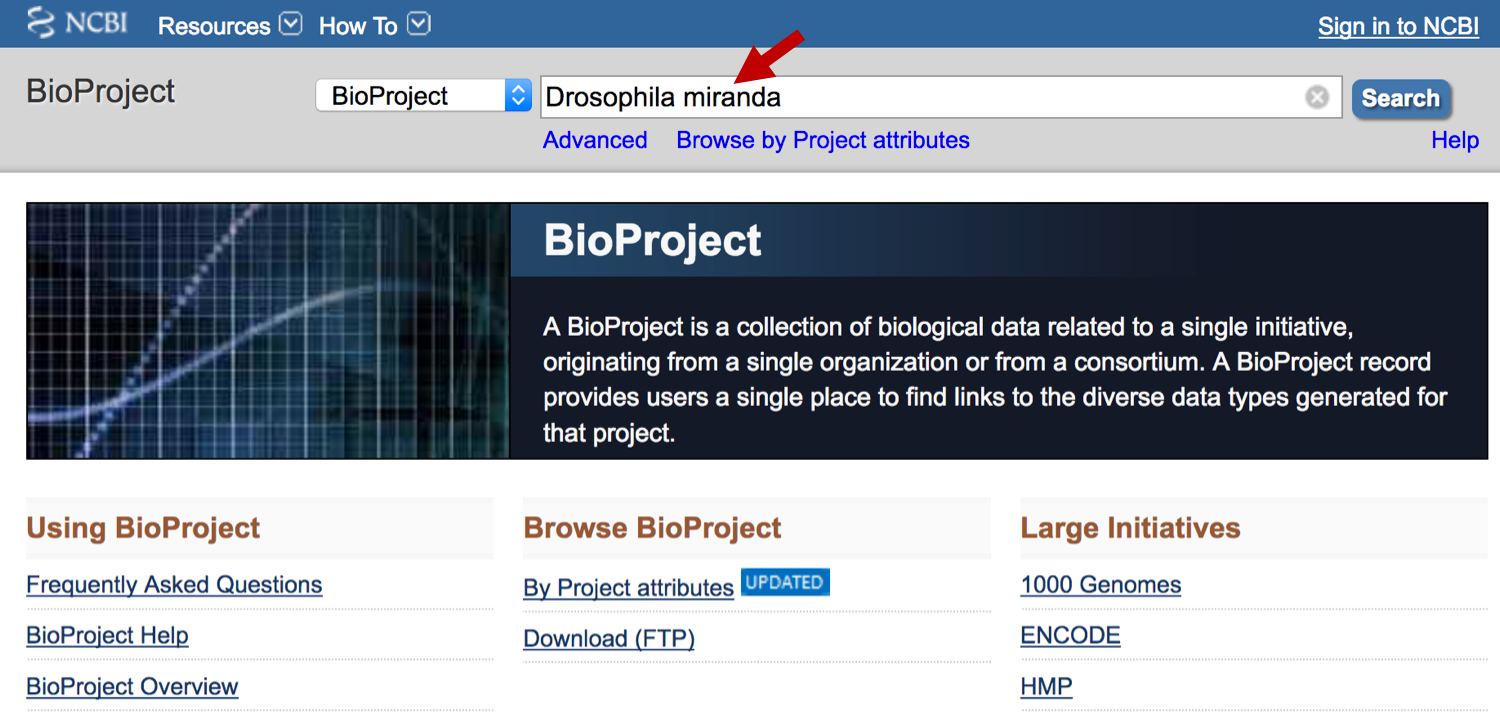 NCBI Resources How To Sign in to NCBI
BioProject BioProject Drosophila miranda Search
Advanced Browse by Project attributes Help
BioProject
A BioProject is a collection of biological data related to a single initiative,
originating from a single organization or from a consortium. A BioProject record
provides users a single place to find links to the diverse data types generated for
that project.
Using BioProject
Frequently Asked Questions
BioProject Help
BioProject Overview
Browse BioProject
By Project attributes UPDATED
Download (FTP)
Large Initiatives
1000 Genomes
ENCODE
HMP